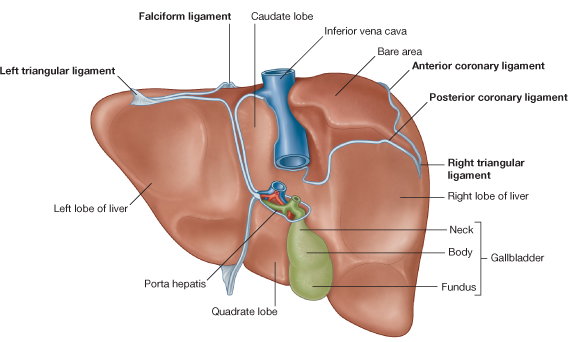 Falciform ligament
Caudate lobe
Inferior vena cava
Bare area
Left triangular ligament
Anterior coronary ligament
Posterior coronary ligament
Right triangular
ligament
Right lobe of liver
Left lobe of liver
Neck
Body
Gallbladder
Porta hepatis
Fundus
Quadrate lobe